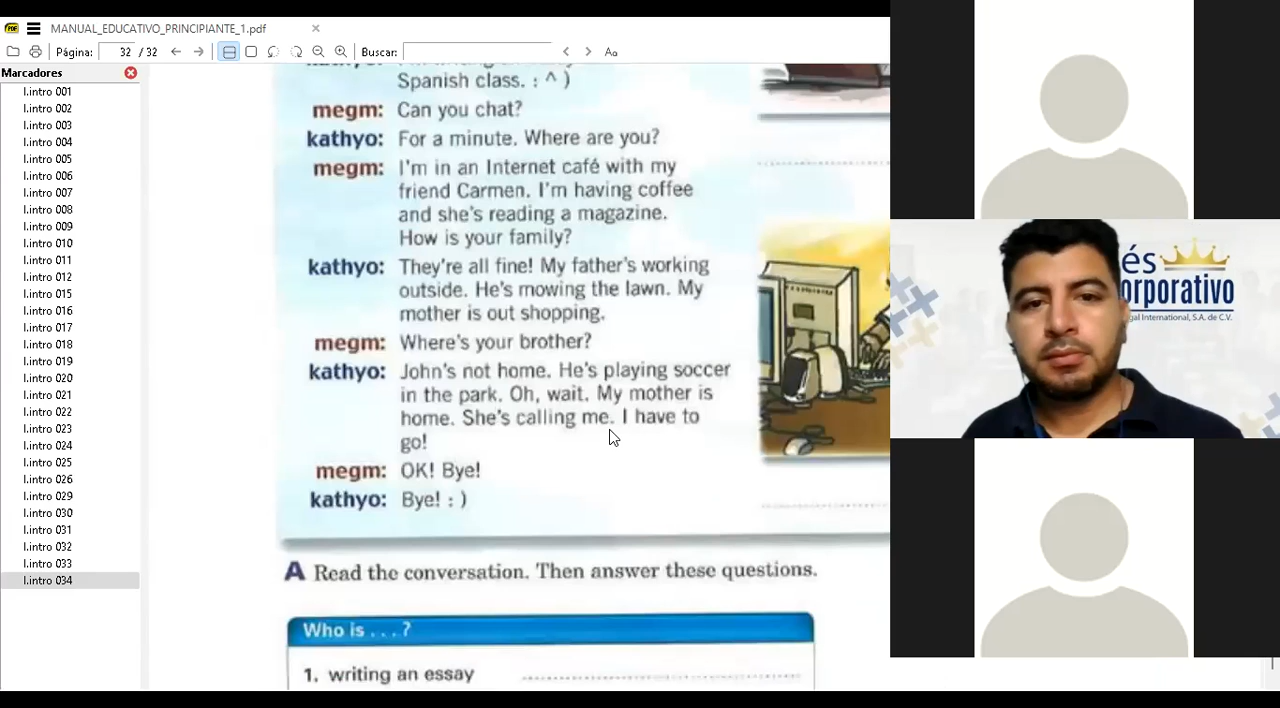 MANUAL_EDUCATIVO_PRINCIPIANTE_1.pdf
Página: 32 / 32 Buscar: Aa
Marcadores
I.intro 001
I.intro 002
I.intro 003
I.intro 004
I.intro 005
I.intro 006
I.intro 007
I.intro 008
I.intro 009
I.intro 010
I.intro 011
I.intro 012
I.intro 015
I.intro 016
I.intro 017
I.intro 018
I.intro 019
I.intro 020
I.intro 021
I.intro 022
I.intro 023
I.intro 024
I.intro 025
I.intro 026
I.intro 029
I.intro 030
I.intro 031
I.intro 032
I.intro 033
I.intro 034
Spanish class. : ^ )
megm: Can you chat?
kathyo: For a minute. Where are you?
megm: I'm in an Internet café with my
friend Carmen. I'm having coffee
and she's reading a magazine.
How is your family?
kathyo: They're all fine! My father's working
outside. He's mowing the lawn. My
mother is out shopping.
megm: Where's your brother?
kathyo: John's not home. He's playing soccer
in the park. Oh, wait. My mother is
home. She's calling me. I have to
go!
megm: OK! Bye!
kathyo: Bye! : )
A Read the conversation. Then answer these questions.
Who is . . . ?
1. writing an essay
és
orporativo
gal International, S.A. de C.V.